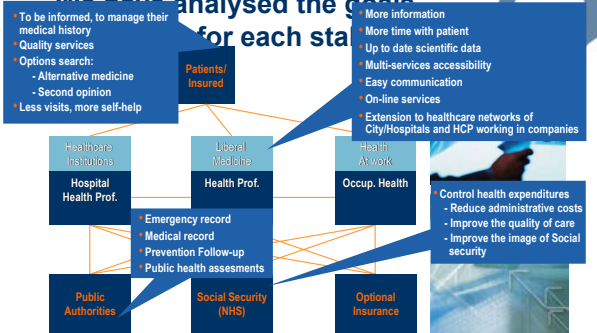 analysed the goals
for each
• To be informed, to manage their
medical history
• Quality services
• Options search:
- Alternative medicine
- Second opinion
• Less visits, more self-help
Patients/
Insured
• More information
• More time with patient
• Up to date scientific data
• Multi-services accessibility
• Easy communication
• On-line services
• Extension to healthcare networks of
City/Hospitals and HCP working in companies
Healthcare
Institutions
Liberal
Medicine
Health
At work
Hospital
Health Prof.
Health Prof.
Occup. Health
• Emergency record
• Medical record
• Prevention Follow-up
• Public health assesments
• Control health expenditures
- Reduce administrative costs
- Improve the quality of care
- Improve the image of Social
security
Public
Authorities
Social Security
(NHS)
Optional
Insurance